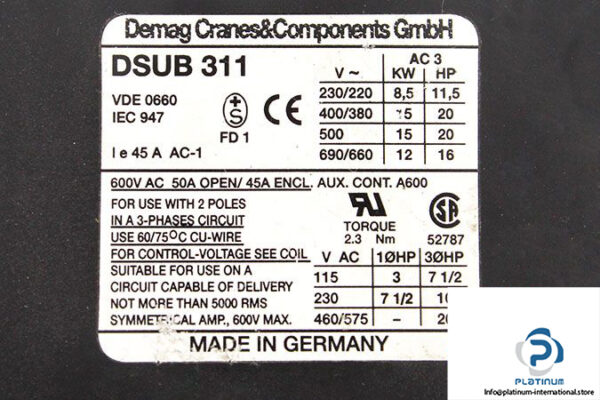 Demag Cranes&Components GmbH
DSUB 311
VDE 0660
IEC 947
S
FD 1
CE
I e 45 A AC-1
AC 3
V ~ KW HP
230/220 8,5 11,5
400/380 15 20
500 15 20
690/660 12 16
600V AC 50A OPEN/ 45A ENCL. AUX. CONT. A600
FOR USE WITH 2 POLES
IN A 3-PHASES CIRCUIT
USE 60/75°C CU-WIRE
FOR CONTROL-VOLTAGE SEE COIL
SUITABLE FOR USE ON A
CIRCUIT CAPABLE OF DELIVERY
NOT MORE THAN 5000 RMS
SYMMETRICAL AMP., 600V MAX.
TORQUE
2.3 Nm
52787
V AC 1ØHP 3ØHP
115 3 7 1/2
230 7 1/2
460/575 –
MADE IN GERMANY
PLATINUM
Info@platinum-international.store